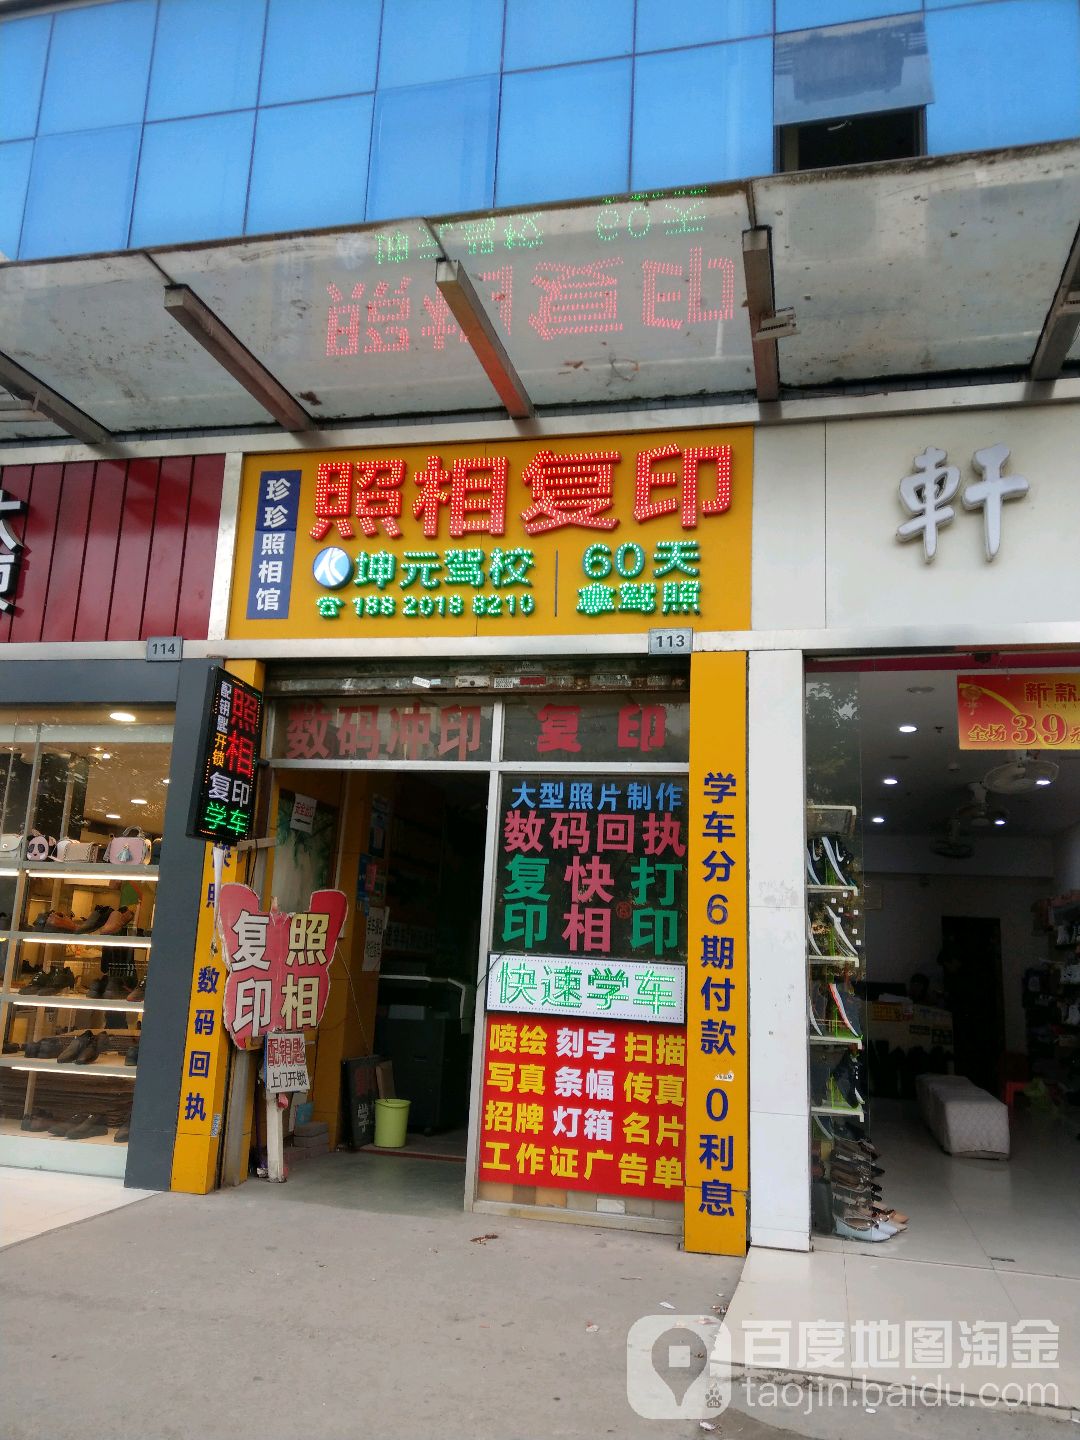 照相复印
珍珍照相馆
坤元驾校
60天
拿驾照
188 2018 8210
軒
114
113
配钥匙开锁
照相
复印
学车
数码冲印 复印
新款
全场39元
大型照片制作
数码回执
复印
快相
打印
快速学车
喷绘 刻字 扫描
写真 条幅 传真
招牌 灯箱 名片
工作证广告单
学车分6期付款0利息
数码回执
复印
照相
配钥匙
上门开锁
百度地图淘金
taojin.baidu.com